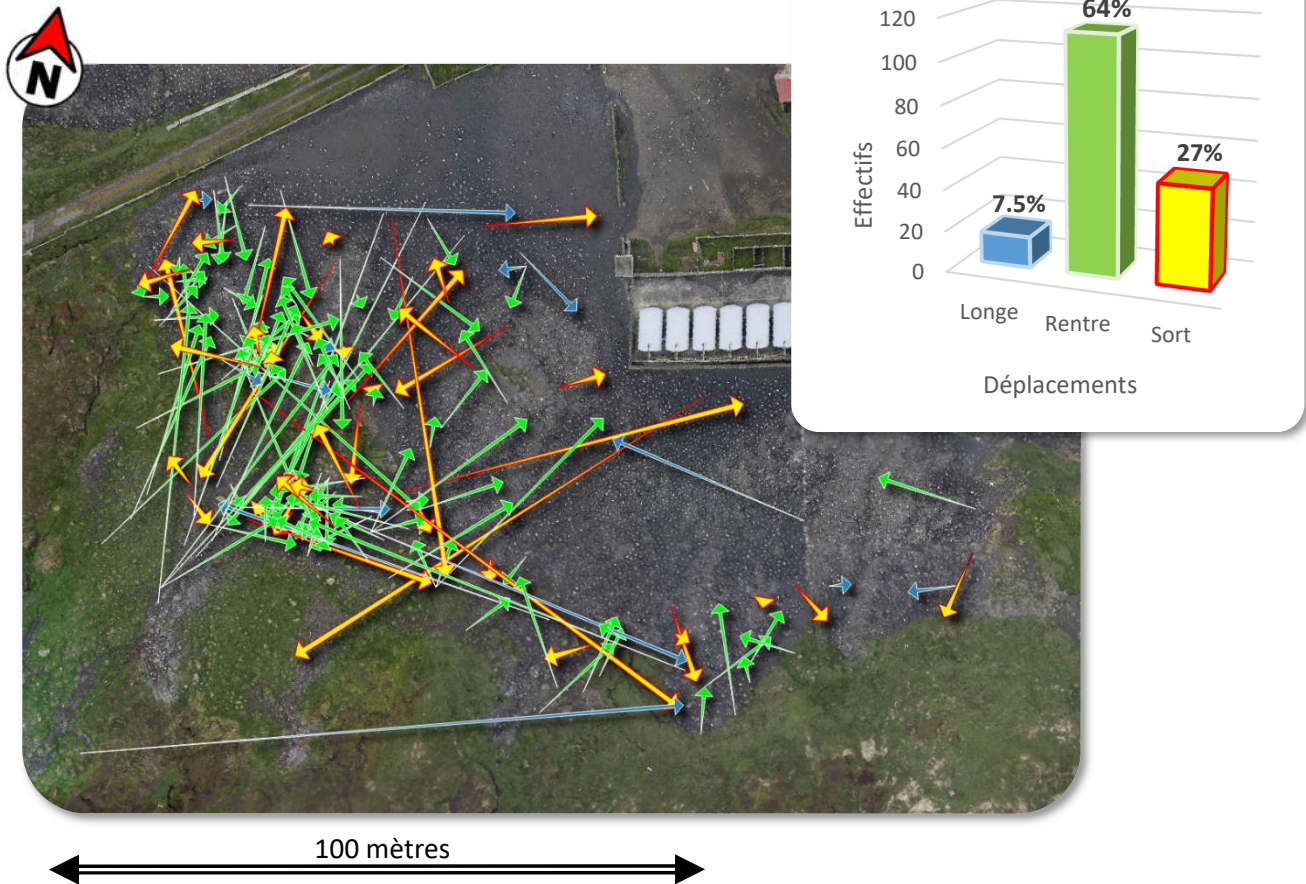 N
120
100
80
60
40
20
0
Effectifs
64%
27%
7.5%
Longe
Rentre
Sort
Déplacements
100 mètres